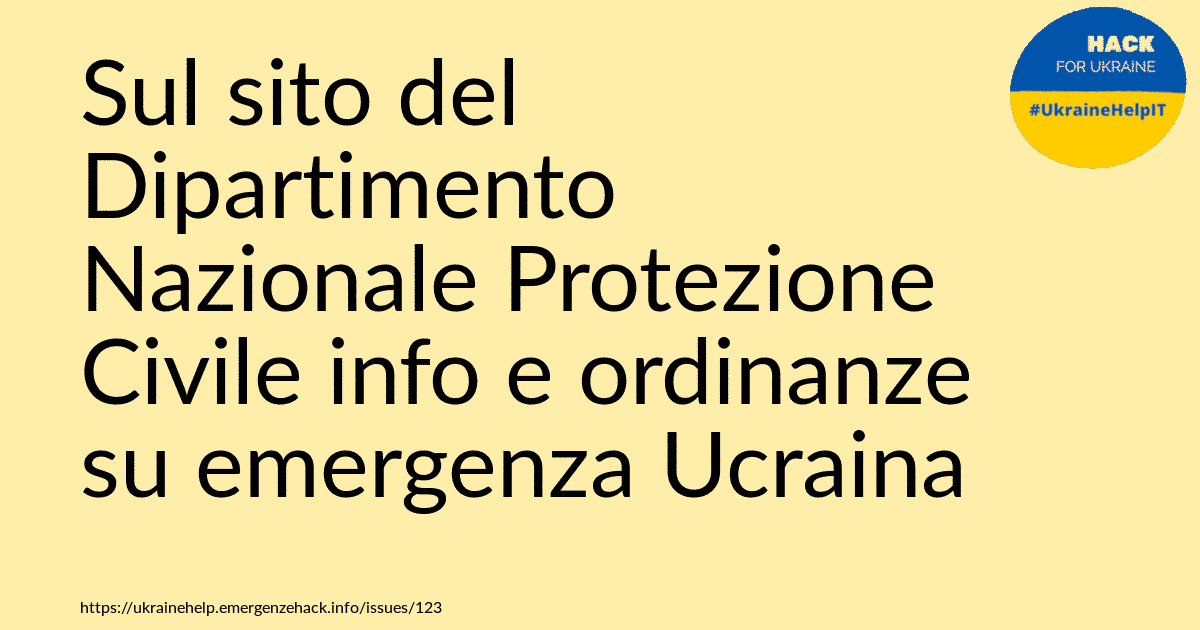 HACK
FOR UKRAINE
#UkraineHelpIT
Sul sito del
Dipartimento
Nazionale Protezione
Civile info e ordinanze
su emergenza Ucraina
https://ukrainehelp.emergenzehack.info/issues/123